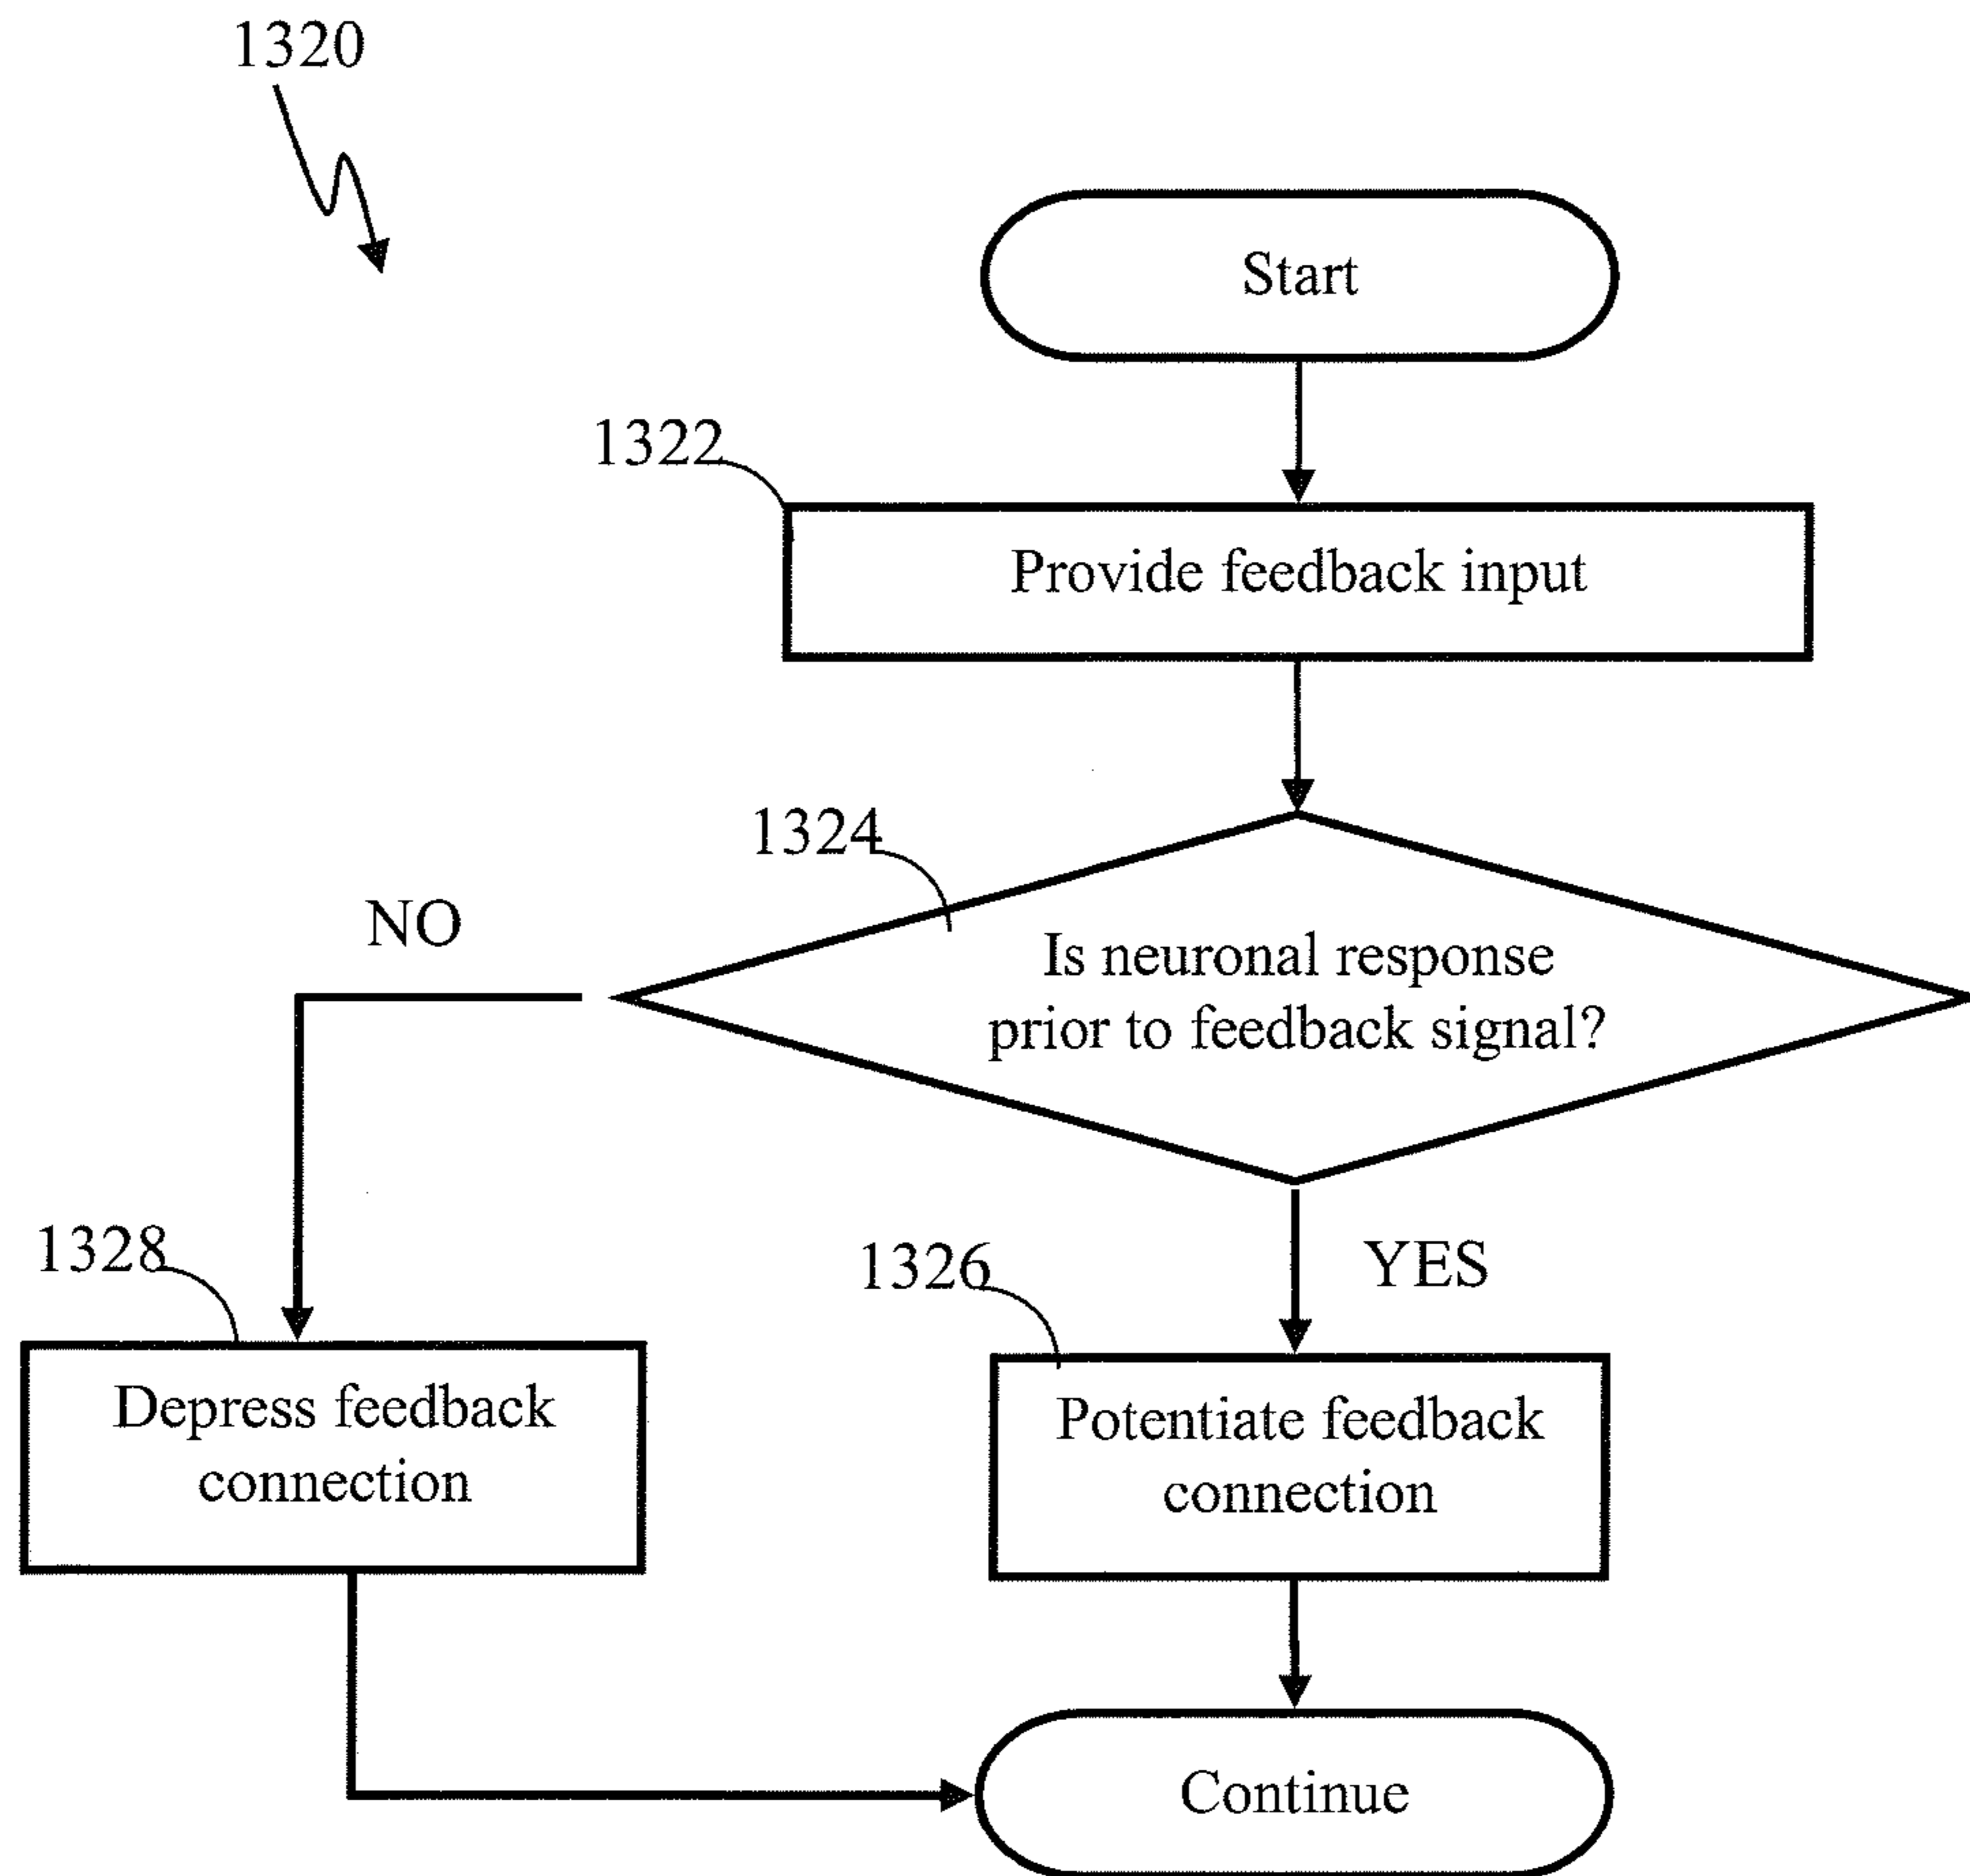 1320
Start
1322
Provide feedback input
1324
NO
Is neuronal response
prior to feedback signal?
1328
1326
YES
Depress feedback
connection
Potentiate feedback
connection
Continue